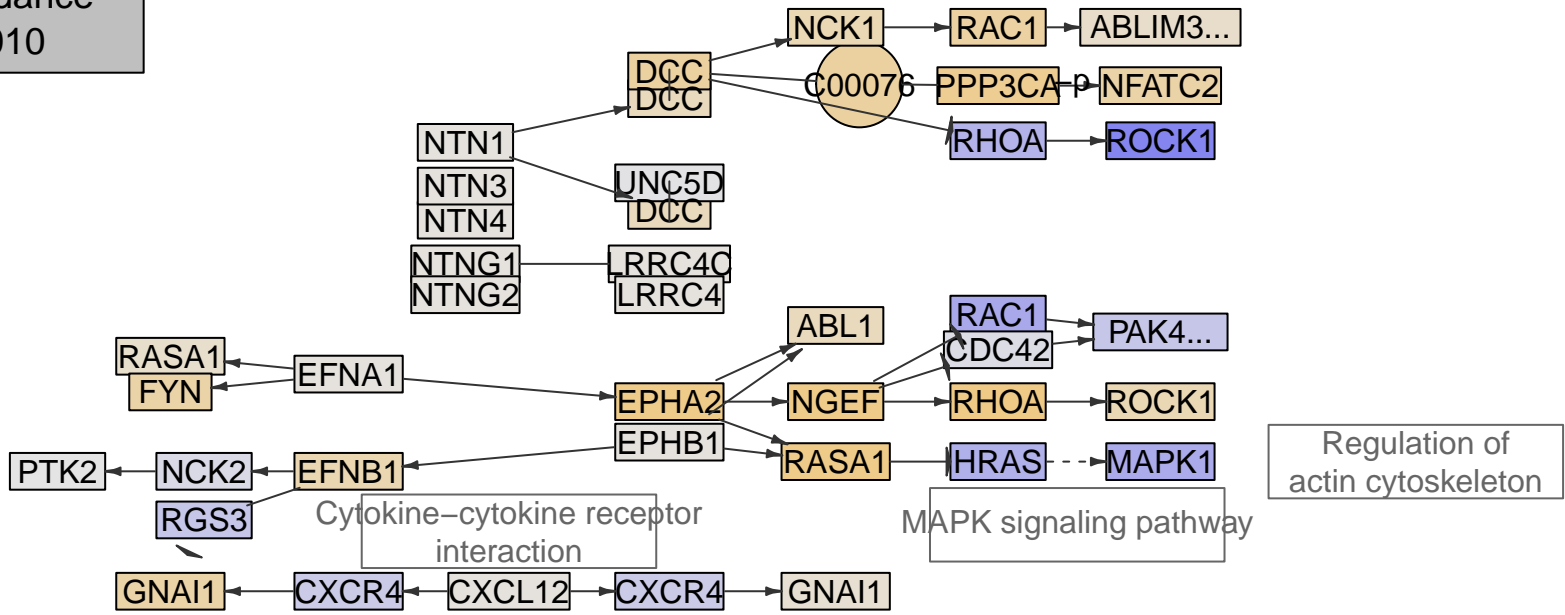 NCK1 RAC1 ABLIM3...
DCC C00076 PPP3CA –p NFATC2
DCC
NTN1 RHOA ROCK1
NTN3 UNC5D
NTN4 DCC
NTNG1 LRRC4C
NTNG2 LRRC4
ABL1 RAC1 PAK4...
RASA1 CDC42
FYN EFNA1 EPHA2 NGEF RHOA ROCK1
EPHB1
PTK2 NCK2 EFNB1 RASA1 HRAS MAPK1
Regulation of
actin cytoskeleton
RGS3
Cytokine–cytokine receptor
interaction
MAPK signaling pathway
GNAI1 CXCR4 CXCL12 CXCR4 GNAI1